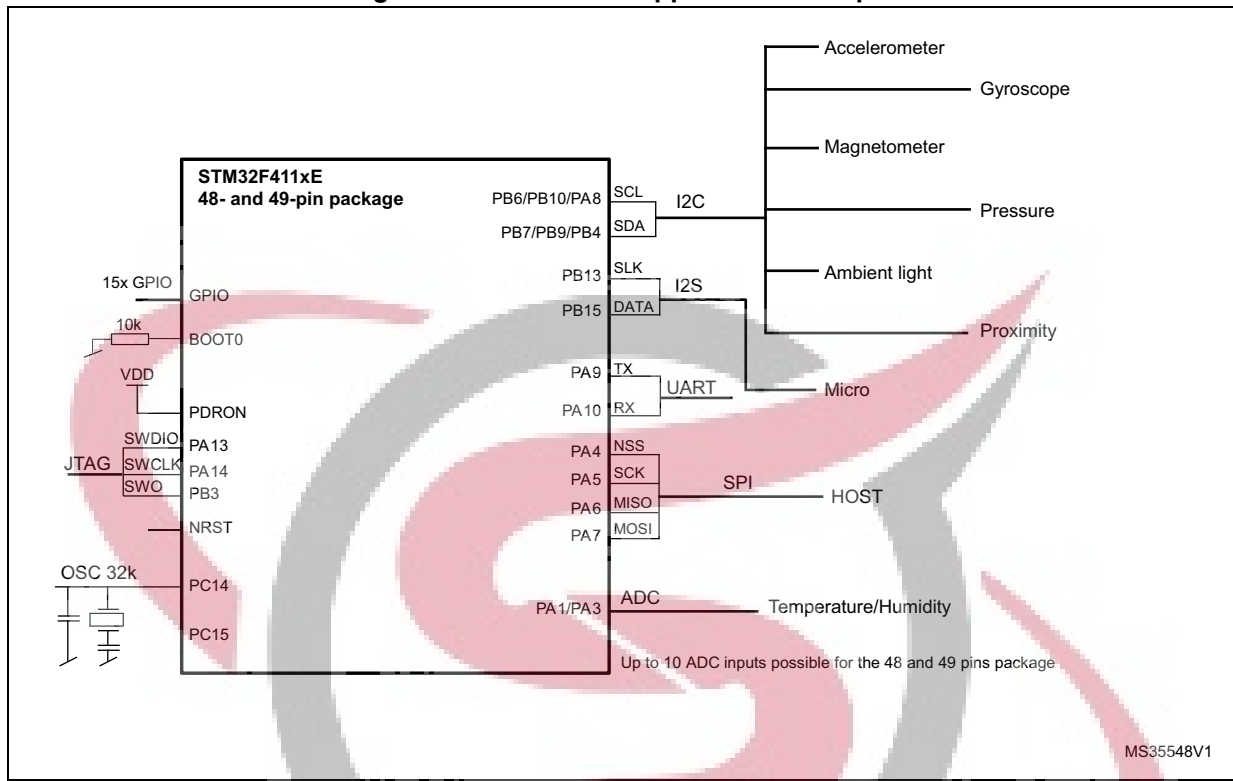 Accelerometer
Gyroscope
Magnetometer
Pressure
Ambient light
Proximity
Micro
STM32F411xE
48- and 49-pin package
PB6/PB10/PA8
SCL
I2C
PB7/PB9/PB4
SDA
PB13
SLK
I2S
PB15
DATA
PA9
TX
UART
PA10
RX
PA4
NSS
PA5
SCK
SPI
HOST
PA6
MISO
PA7
MOSI
PA1/PA3
ADC
Temperature/Humidity
Up to 10 ADC inputs possible for the 48 and 49 pins package
15x GPIO
GPIO
10k
BOOT0
VDD
PDRON
SWDIO
PA13
JTAG
SWCLK
PA14
SWO
PB3
NRST
OSC 32k
PC14
PC15
MS35548V1